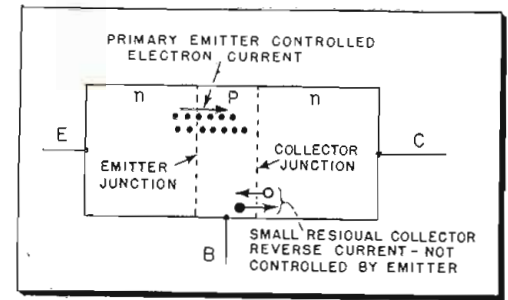 PRIMARY EMITTER CONTROLLED
ELECTRON CURRENT
n
P
n
E
C
EMITTER
JUNCTION
COLLECTOR
JUNCTION
B
SMALL RESIDUAL COLLECTOR
REVERSE CURRENT-NOT
CONTROLLED BY EMITTER